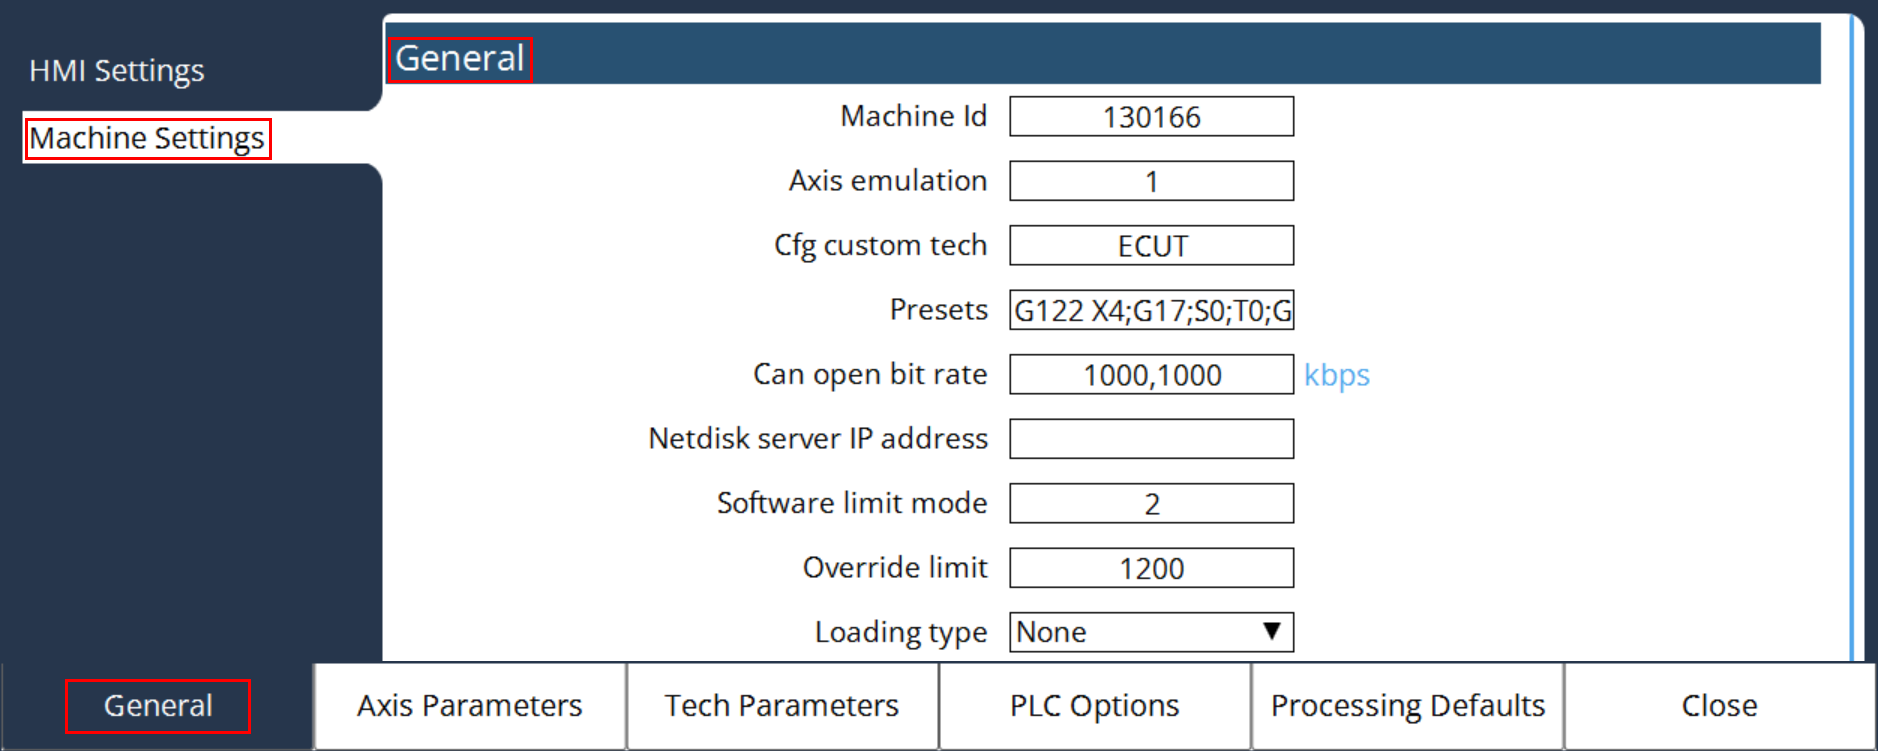 HMI Settings
Machine Settings
General
Machine Id 130166
Axis emulation 1
Cfg custom tech ECUT
Presets G122 X4;G17;S0;T0;G
Can open bit rate 1000,1000 kbps
Netdisk server IP address
Software limit mode 2
Override limit 1200
Loading type None ▼
General Axis Parameters Tech Parameters PLC Options Processing Defaults Close